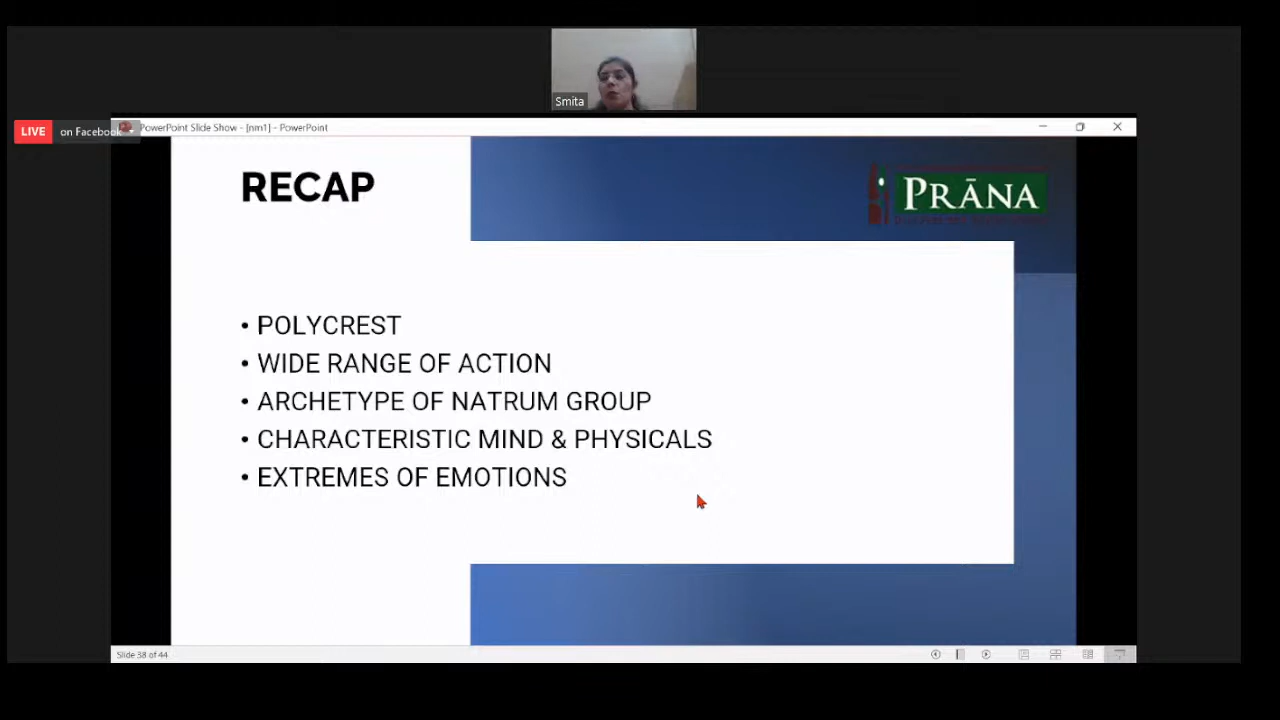 Smita
LIVE on Facebook
PowerPoint Slide Show - [nm1] - PowerPoint
RECAP
PRĀNA
• POLYCREST
• WIDE RANGE OF ACTION
• ARCHETYPE OF NATRUM GROUP
• CHARACTERISTIC MIND & PHYSICALS
• EXTREMES OF EMOTIONS
Slide 38 of 44